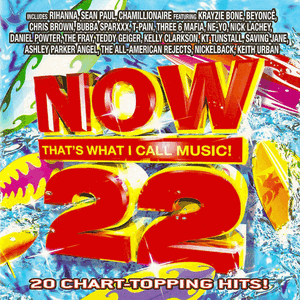 INCLUDES RIHANNA, SEAN PAUL, CHAMILLIONAIRE FEATURING KRAYZIE BONE, BEYONCÉ,
CHRIS BROWN, BUBBA SPARXXX, T-PAIN, THREE 6 MAFIA, NE-YO, NICK LACHEY,
DANIEL POWTER, THE FRAY, TEDDY GEIGER, KELLY CLARKSON, KT TUNSTALL, SAVING JANE,
ASHLEY PARKER ANGEL, THE ALL-AMERICAN REJECTS, NICKELBACK, KEITH URBAN
NOW
THAT'S WHAT I CALL MUSIC!
22
20 CHART-TOPPING HITS!